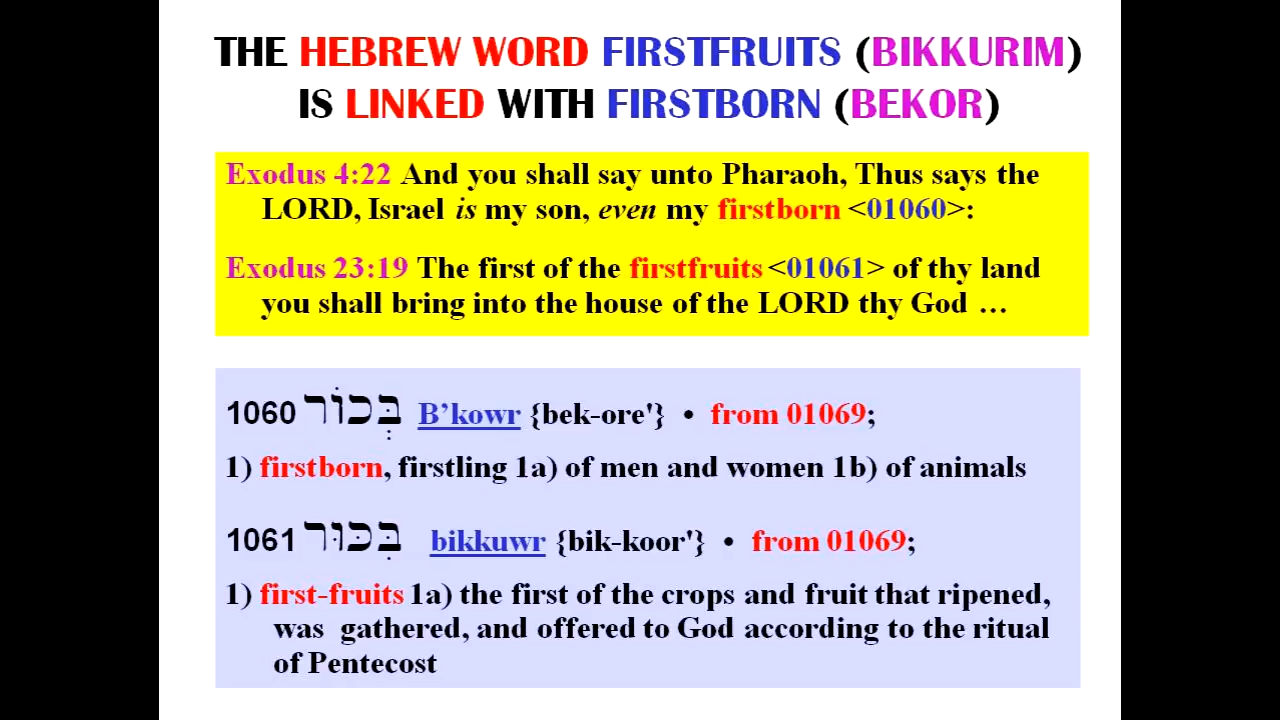 THE HEBREW WORD FIRSTFRUITS (BIKKURIM)
IS LINKED WITH FIRSTBORN (BEKOR)
Exodus 4:22 And you shall say unto Pharaoh, Thus says the
LORD, Israel is my son, even my firstborn <01060>:
Exodus 23:19 The first of the firstfruits <01061> of thy land
you shall bring into the house of the LORD thy God …
1060 בְּכוֹר B’kowr {bek-ore'} • from 01069;
1) firstborn, firstling 1a) of men and women 1b) of animals
1061 בִּכּוּר bikkuwr {bik-koor'} • from 01069;
1) first-fruits 1a) the first of the crops and fruit that ripened,
was gathered, and offered to God according to the ritual
of Pentecost